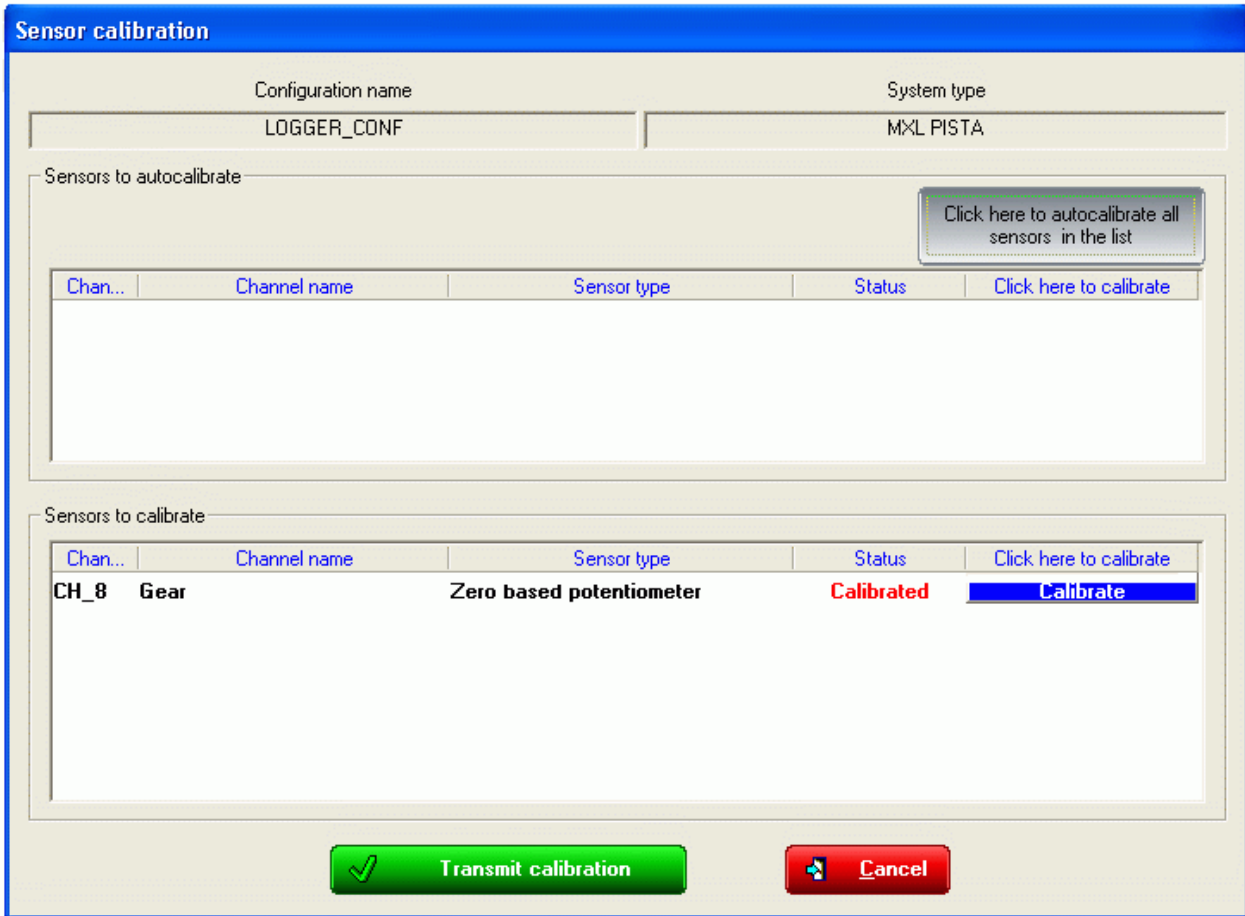 Sensor calibration
Configuration name System type
LOGGER_CONF MXL PISTA
Sensors to autocalibrate
Click here to autocalibrate all
sensors in the list
Chan... Channel name Sensor type Status Click here to calibrate
Sensors to calibrate
Chan... Channel name Sensor type Status Click here to calibrate
CH_8 Gear Zero based potentiometer Calibrated Calibrate
Transmit calibration Cancel